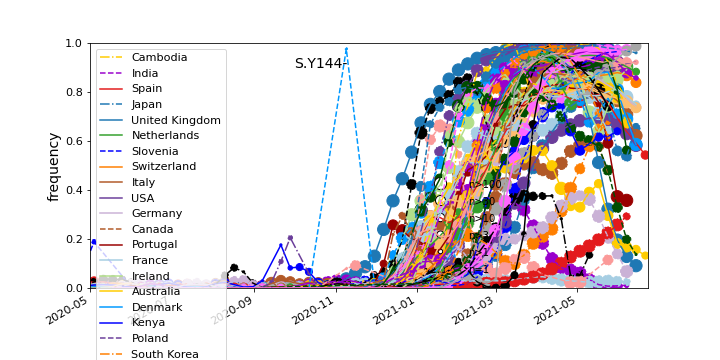 S.Y144-
frequency
1.0
0.8
0.6
0.4
0.2
0.0
Cambodia
India
Spain
Japan
United Kingdom
Netherlands
Slovenia
Switzerland
Italy
USA
Germany
Canada
Portugal
France
Ireland
Australia
Denmark
Kenya
Poland
South Korea
n>100
2020-05
2020-09
2020-11
2021-01
2021-03
2021-05